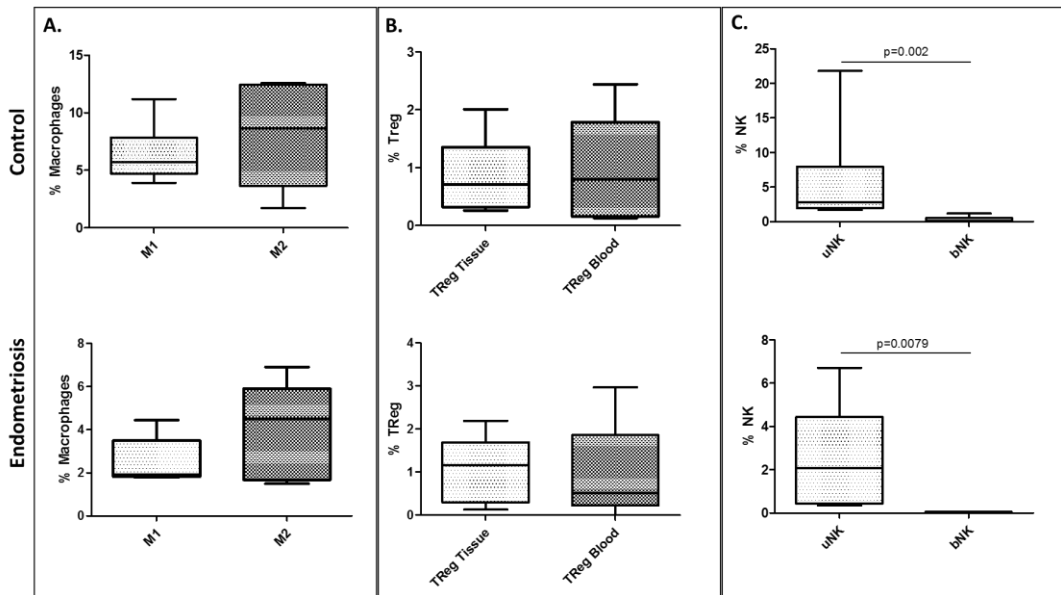 A.
B.
C.
Control
% Macrophages
15
10
5
0
M1
M2
% Treg
3
2
1
0
TReg Tissue
TReg Blood
% NK
25
20
15
10
5
0
p=0.002
uNK
bNK
Endometriosis
% Macrophages
8
6
4
2
0
M1
M2
% TReg
4
3
2
1
0
TReg Tissue
TReg Blood
% NK
8
6
4
2
0
p=0.0079
uNK
bNK